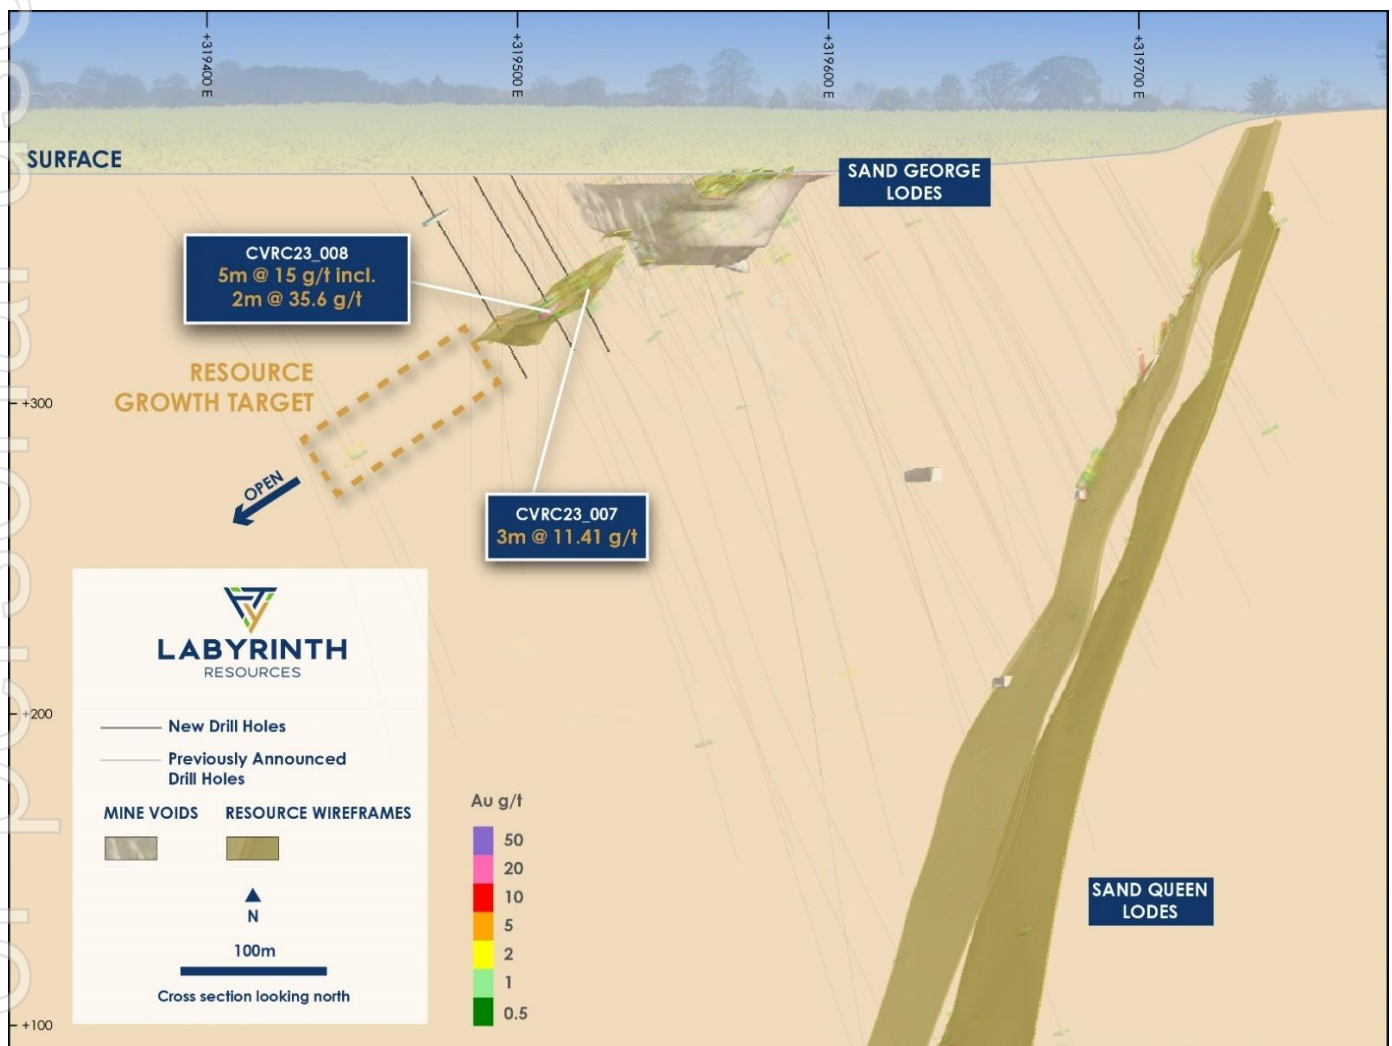 +319400 E
+319500 E
+319600 E
+319700 E
SURFACE
SAND GEORGE
LODES
CVRC23_008
5m @ 15 g/t incl.
2m @ 35.6 g/t
RESOURCE
GROWTH TARGET
+300
OPEN
CVRC23_007
3m @ 11.41 g/t
LABYRINTH
RESOURCES
+200
New Drill Holes
Previously Announced
Drill Holes
MINE VOIDS
RESOURCE WIREFRAMES
N
100m
Cross section looking north
+100
Au g/t
50
20
10
5
2
1
0.5
SAND QUEEN
LODES